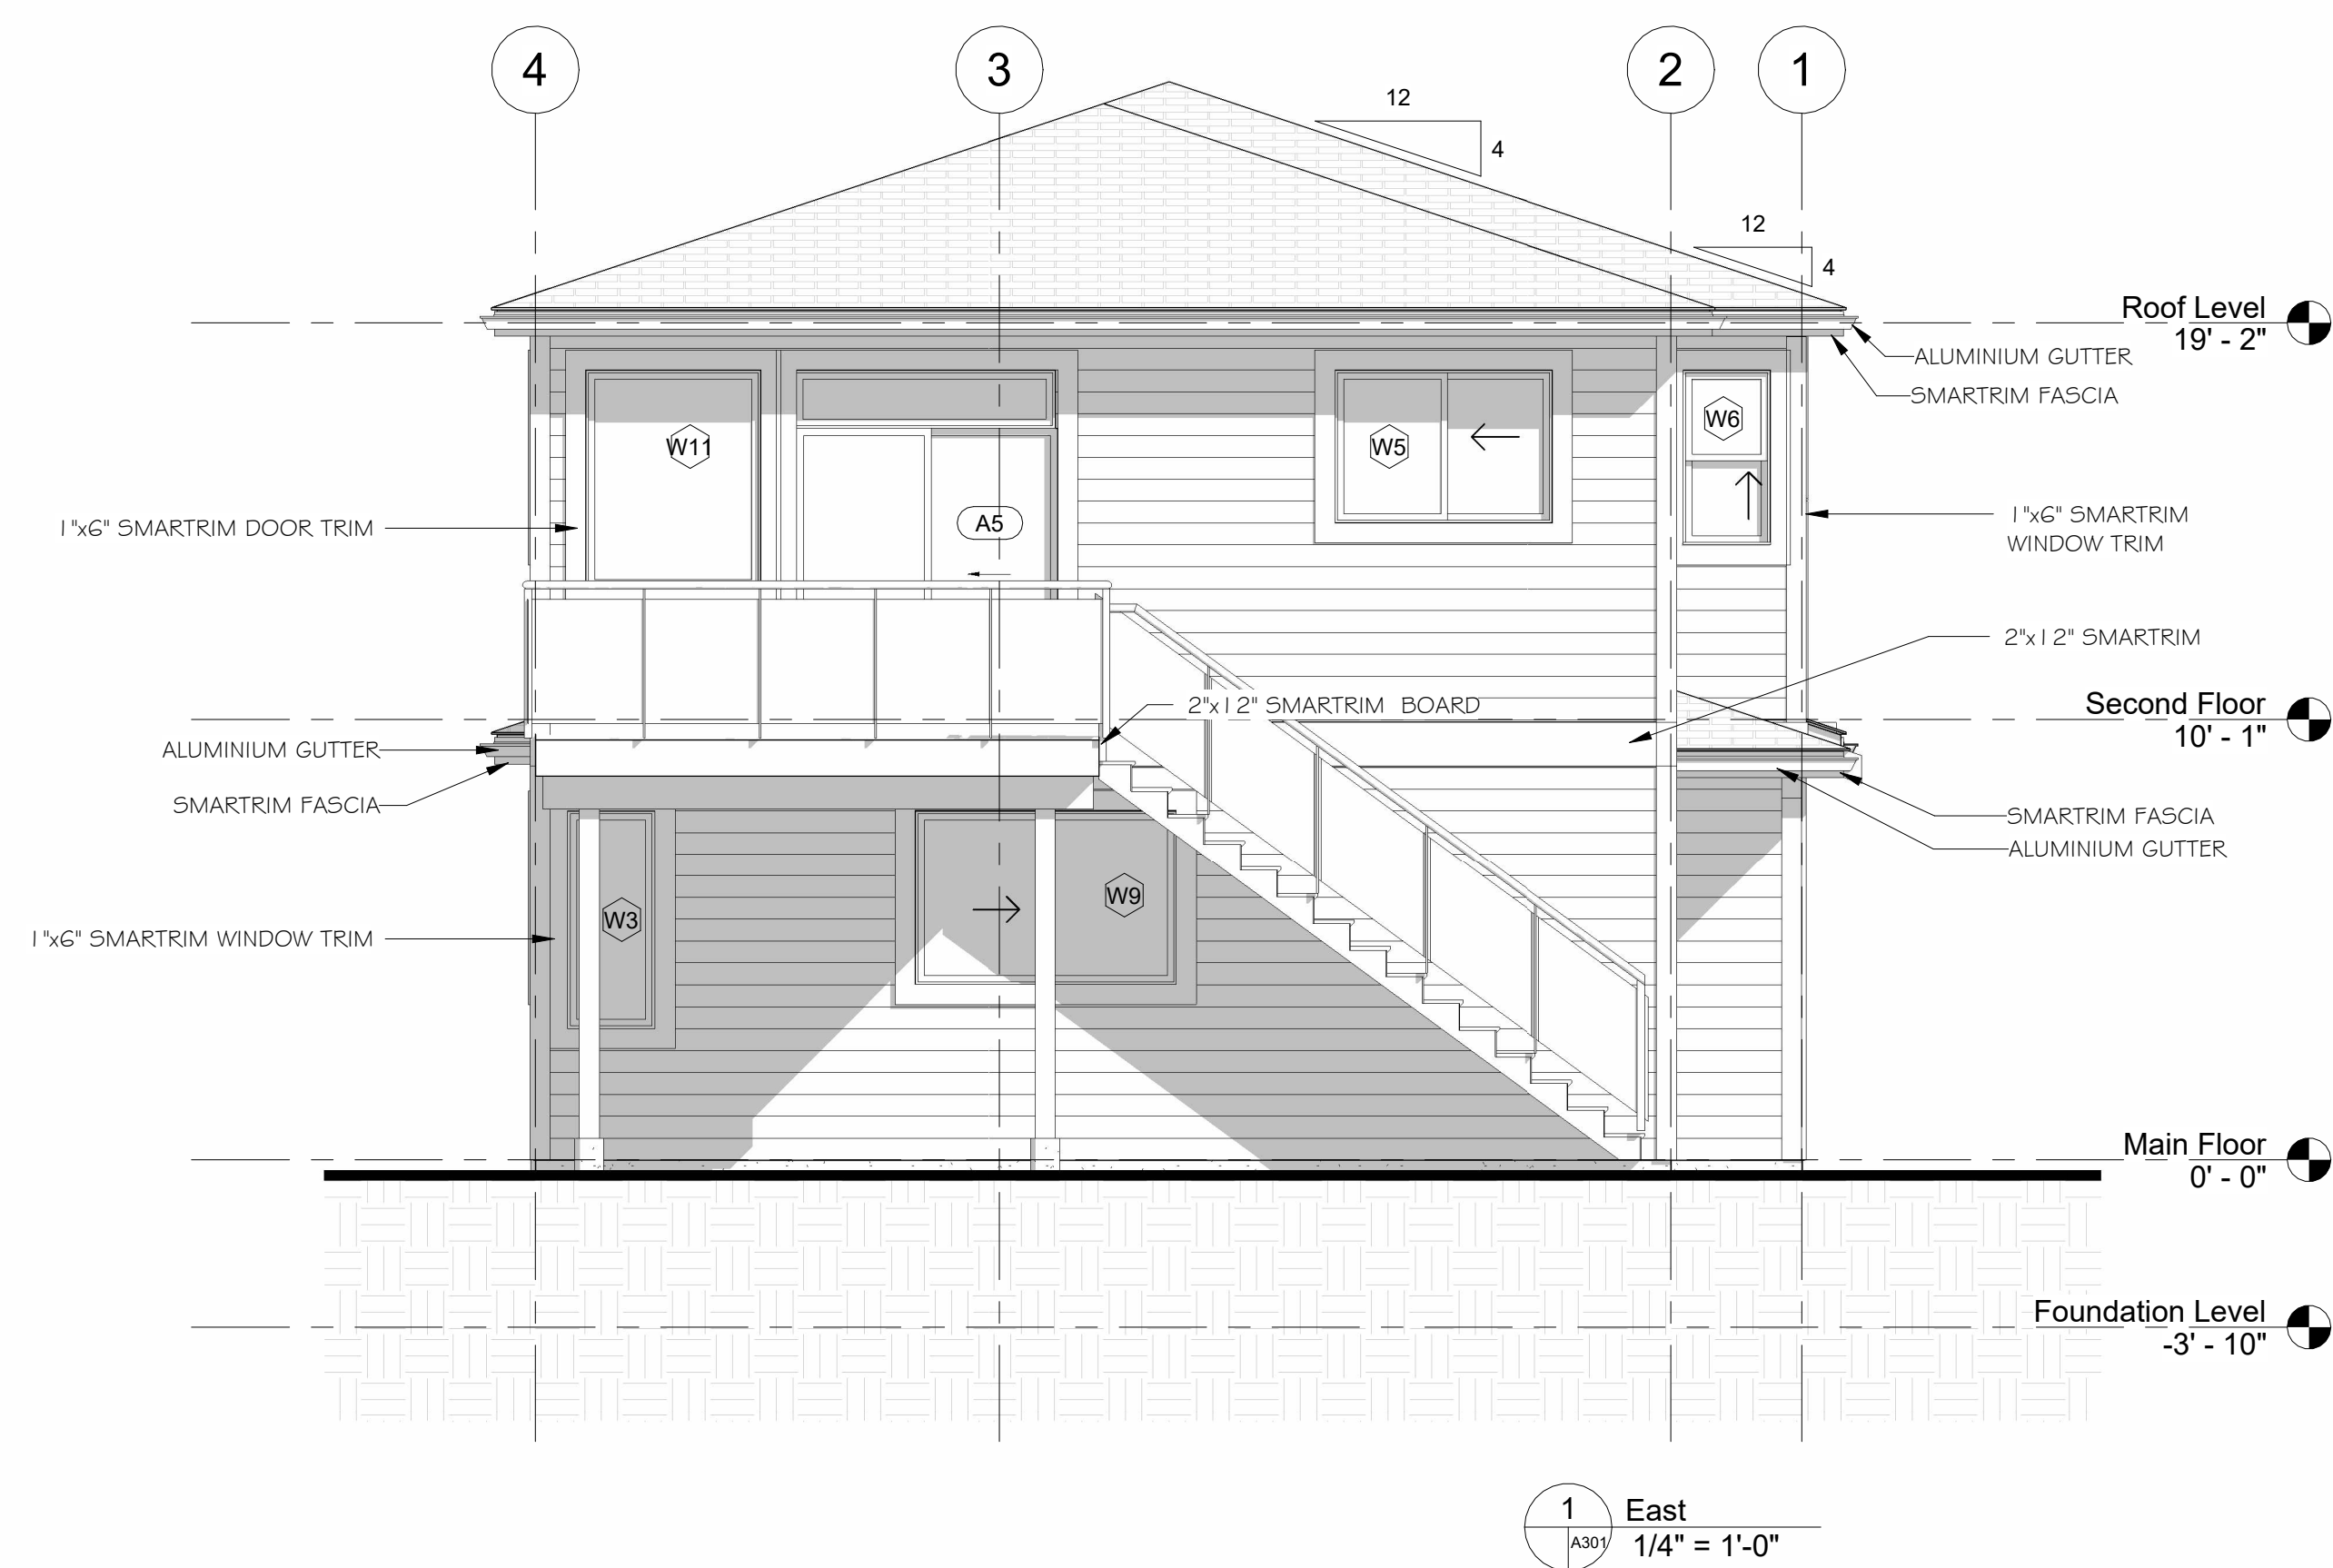 4
3
2
1
12
4
12
4
Roof Level
19' - 2"
ALUMINIUM GUTTER
SMARTRIM FASCIA
W11
W5
W6
A5
1"x6" SMARTRIM DOOR TRIM
1"x6" SMARTRIM
WINDOW TRIM
2"x12" SMARTRIM
2"x12" SMARTRIM BOARD
Second Floor
10' - 1"
ALUMINIUM GUTTER
SMARTRIM FASCIA
SMARTRIM FASCIA
ALUMINIUM GUTTER
W3
W9
1"x6" SMARTRIM WINDOW TRIM
Main Floor
0' - 0"
Foundation Level
-3' - 10"
1
A301
East
1/4" = 1'-0"